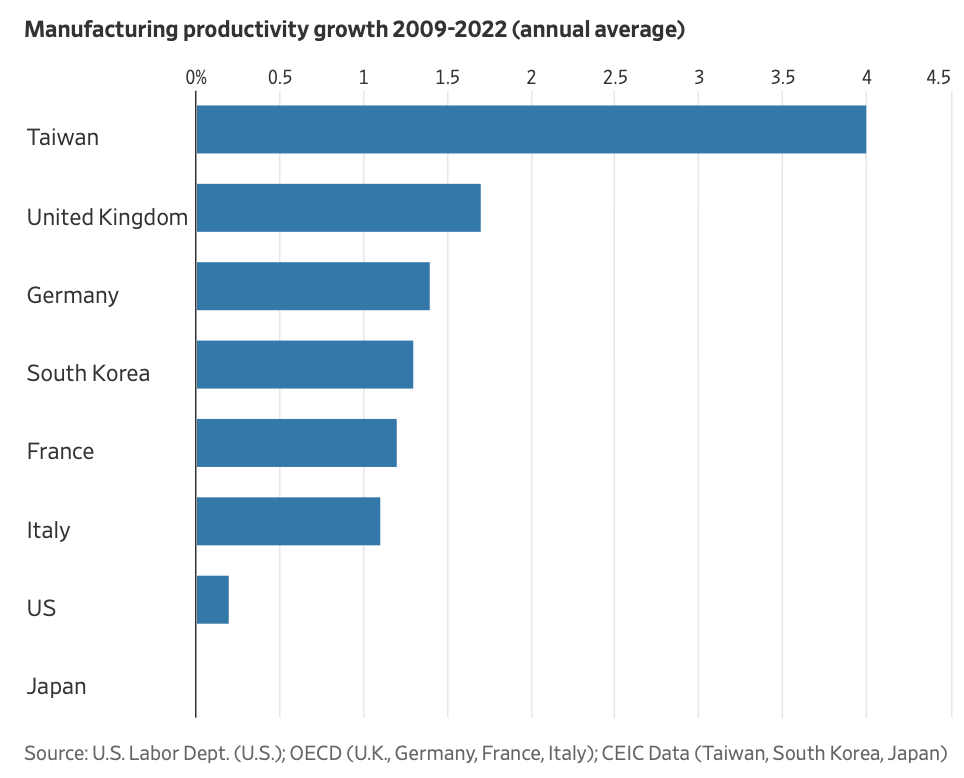 Manufacturing productivity growth 2009-2022 (annual average)
0% 0.5 1 1.5 2 2.5 3 3.5 4 4.5
Taiwan
United Kingdom
Germany
South Korea
France
Italy
US
Japan
Source: U.S. Labor Dept. (U.S.); OECD (U.K., Germany, France, Italy); CEIC Data (Taiwan, South Korea, Japan)